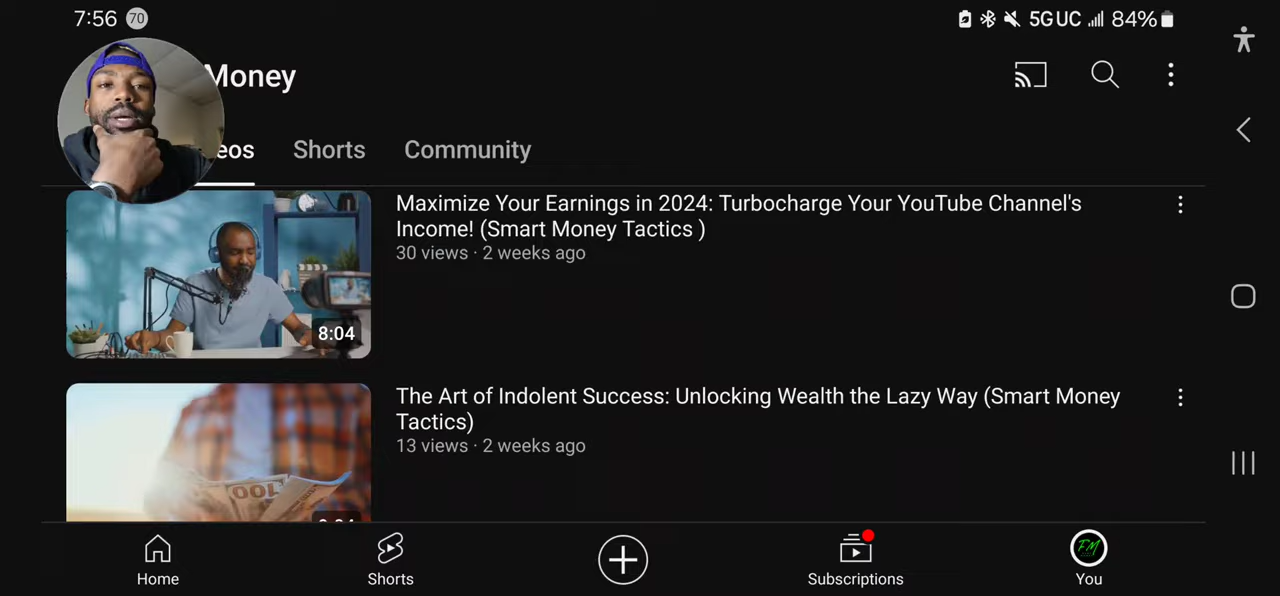 7:56 70 5G UC 84%
Money
eos Shorts Community
Maximize Your Earnings in 2024: Turbocharge Your YouTube Channel's
Income! (Smart Money Tactics )
30 views · 2 weeks ago
8:04
The Art of Indolent Success: Unlocking Wealth the Lazy Way (Smart Money
Tactics)
13 views · 2 weeks ago
100
Home Shorts Subscriptions You
FM